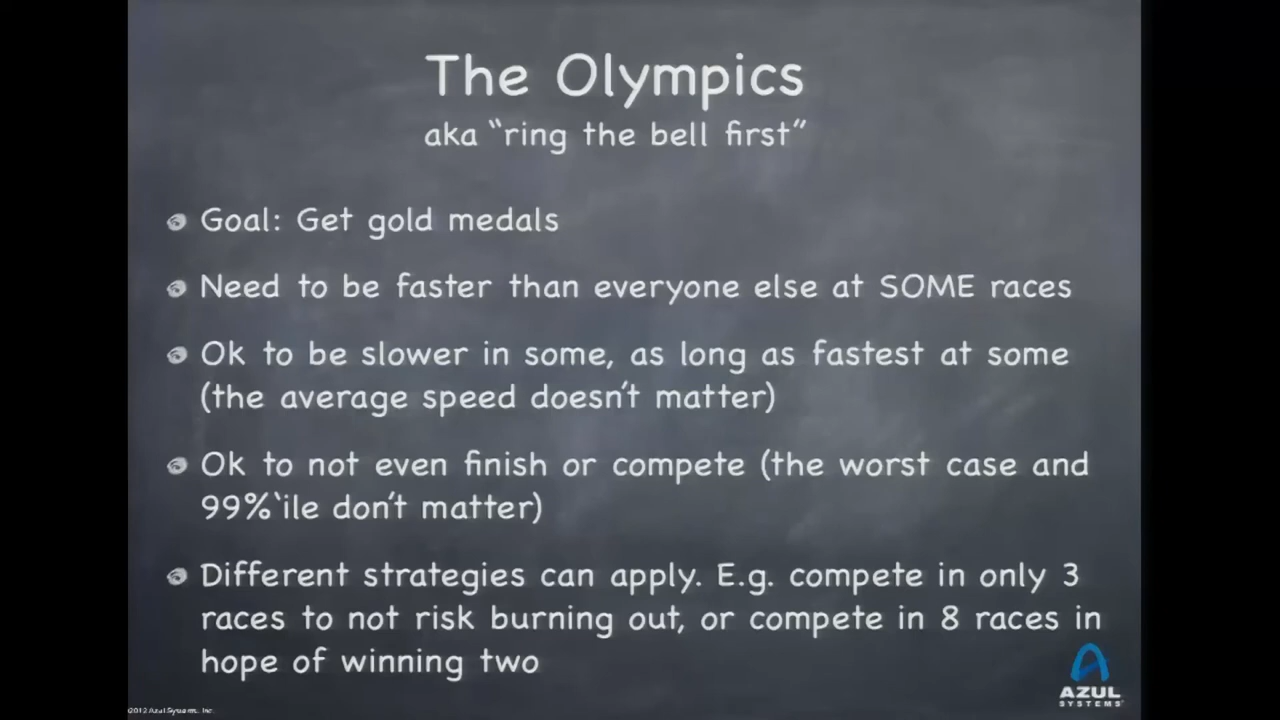 The Olympics
aka “ring the bell first”
Goal: Get gold medals
Need to be faster than everyone else at SOME races
Ok to be slower in some, as long as fastest at some
(the average speed doesn’t matter)
Ok to not even finish or compete (the worst case and
99%‘ile don’t matter)
Different strategies can apply. E.g. compete in only 3
races to not risk burning out, or compete in 8 races in
hope of winning two
AZUL
SYSTEMS
©2012 Azul Systems, Inc.